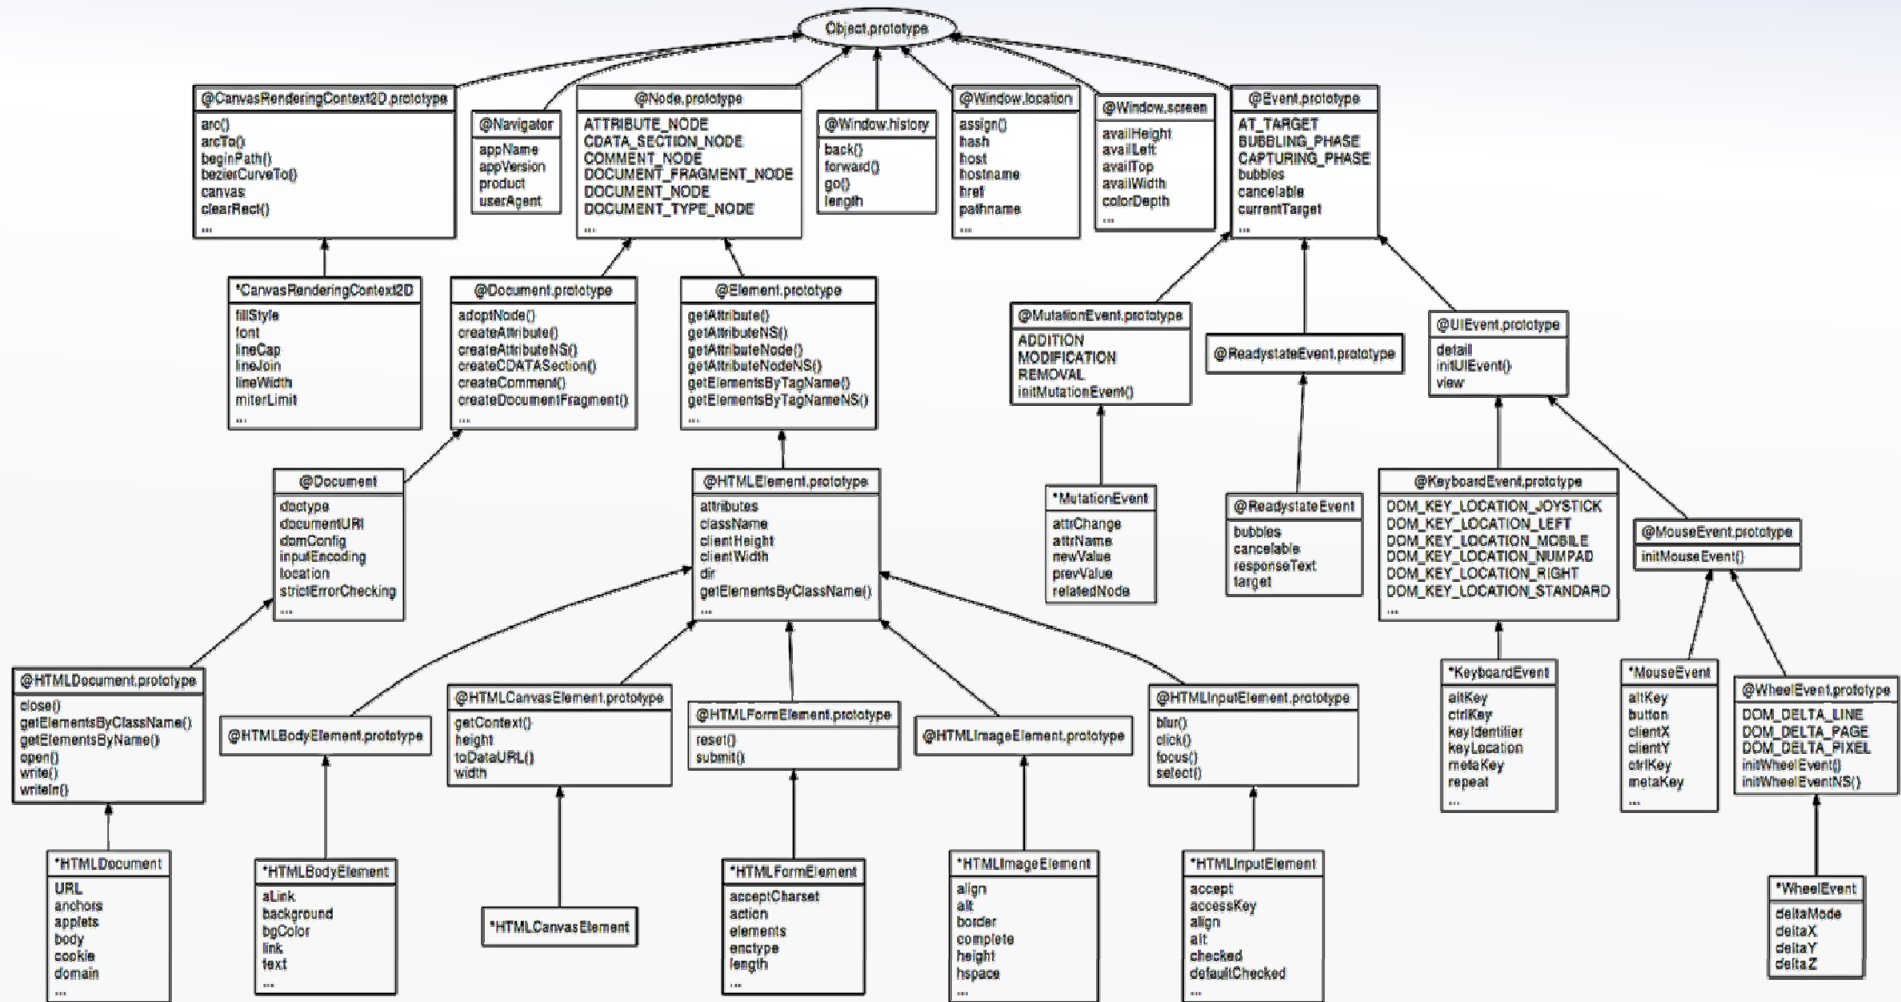 Object.prototype
@CanvasRenderingContext2D.prototype
arc()
arcTo()
beginPath()
bezierCurveTo()
canvas
clearRect()
...
@Navigator
appName
appVersion
product
userAgent
@Node.prototype
ATTRIBUTE_NODE
CDATA_SECTION_NODE
COMMENT_NODE
DOCUMENT_FRAGMENT_NODE
DOCUMENT_NODE
DOCUMENT_TYPE_NODE
...
@Window.history
back()
forward()
go()
length
@Window.location
assign()
hash
host
hostname
href
pathname
...
@Window.screen
availHeight
availLeft
availTop
availWidth
colorDepth
...
@Event.prototype
AT_TARGET
BUBBLING_PHASE
CAPTURING_PHASE
bubbles
cancelable
currentTarget
...
*CanvasRenderingContext2D
fillStyle
font
lineCap
lineJoin
lineWidth
miterLimit
...
@Document.prototype
adoptNode()
createAttribute()
createAttributeNS()
createCDATASection()
createComment()
createDocumentFragment()
...
@Element.prototype
getAttribute()
getAttributeNS()
getAttributeNode()
getAttributeNodeNS()
getElementsByTagName()
getElementsByTagNameNS()
...
@MutationEvent.prototype
ADDITION
MODIFICATION
REMOVAL
initMutationEvent()
@ReadystateEvent.prototype
@UIEvent.prototype
detail
initUIEvent()
view
@Document
doctype
documentURI
domConfig
inputEncoding
location
strictErrorChecking
...
@HTMLElement.prototype
attributes
className
clientHeight
clientWidth
dir
getElementsByClassName()
...
*MutationEvent
attrChange
attrName
newValue
prevValue
relatedNode
@ReadystateEvent
bubbles
cancelable
responseText
target
@KeyboardEvent.prototype
DOM_KEY_LOCATION_JOYSTICK
DOM_KEY_LOCATION_LEFT
DOM_KEY_LOCATION_MOBILE
DOM_KEY_LOCATION_NUMPAD
DOM_KEY_LOCATION_RIGHT
DOM_KEY_LOCATION_STANDARD
...
@MouseEvent.prototype
initMouseEvent()
@HTMLDocument.prototype
close()
getElementsByClassName()
getElementsByName()
open()
write()
writeln()
@HTMLBodyElement.prototype
@HTMLCanvasElement.prototype
getContext()
height
toDataURL()
width
@HTMLFormElement.prototype
reset()
submit()
@HTMLImageElement.prototype
@HTMLInputElement.prototype
blur()
click()
focus()
select()
*KeyboardEvent
altKey
ctrlKey
keyIdentifier
keyLocation
metaKey
repeat
...
*MouseEvent
altKey
button
clientX
clientY
ctrlKey
metaKey
...
@WheelEvent.prototype
DOM_DELTA_LINE
DOM_DELTA_PAGE
DOM_DELTA_PIXEL
initWheelEvent()
initWheelEventNS()
*HTMLDocument
URL
anchors
applets
body
cookie
domain
...
*HTMLBodyElement
aLink
background
bgColor
link
text
...
*HTMLCanvasElement
*HTMLFormElement
acceptCharset
action
elements
enctype
length
...
*HTMLImageElement
align
alt
border
complete
height
hspace
...
*HTMLInputElement
accept
accessKey
align
alt
checked
defaultChecked
...
*WheelEvent
deltaMode
deltaX
deltaY
deltaZ